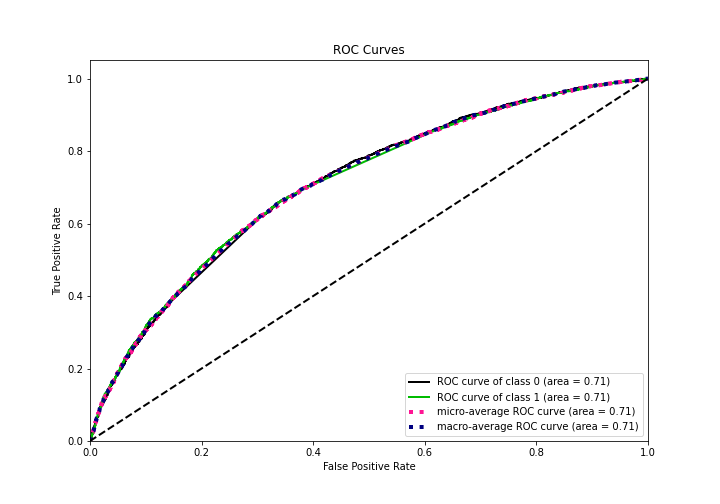 ROC Curves
1.0
0.8
0.6
0.4
0.2
0.0
True Positive Rate
0.0 0.2 0.4 0.6 0.8 1.0
False Positive Rate
ROC curve of class 0 (area = 0.71)
ROC curve of class 1 (area = 0.71)
micro-average ROC curve (area = 0.71)
macro-average ROC curve (area = 0.71)